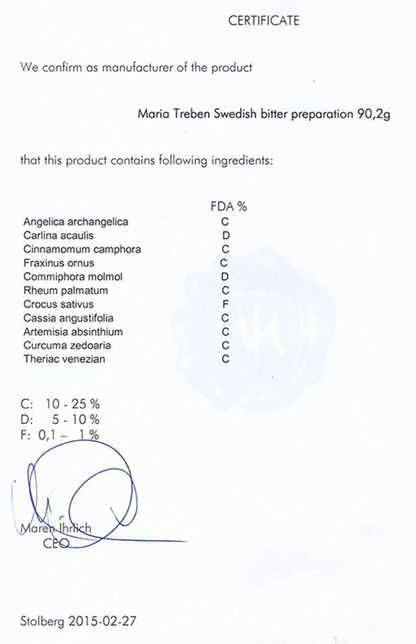 CERTIFICATE
We confirm as manufacturer of the product
Maria Treben Swedish bitter preparation 90,2g
that this product contains following ingredients:
FDA %
Angelica archangelica C
Carlina acaulis D
Cinnamomum camphora C
Fraxinus ornus C
Commiphora molmol D
Rheum palmatum C
Crocus sativus F
Cassia angustifolia C
Artemisia absinthium C
Curcuma zedoaria C
Theriac venezian C
C: 10 - 25 %
D: 5 - 10 %
F: 0,1 – 1 %
Maren Ihrlich
CEO
Stolberg 2015-02-27